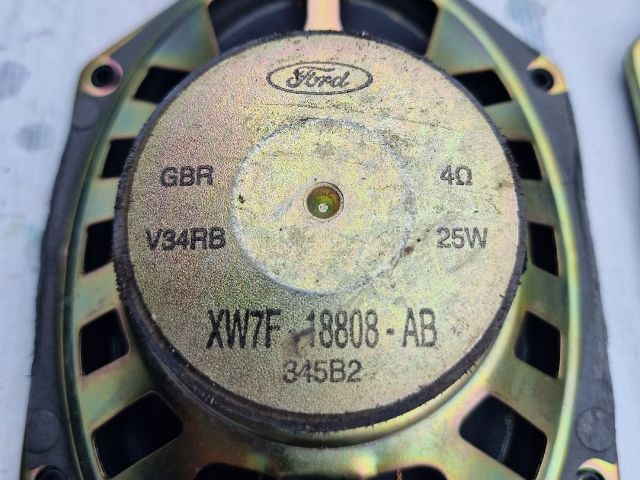 Ford
GBR 4Ω
V34RB 25W
XW7F - 18808 - AB
345B2